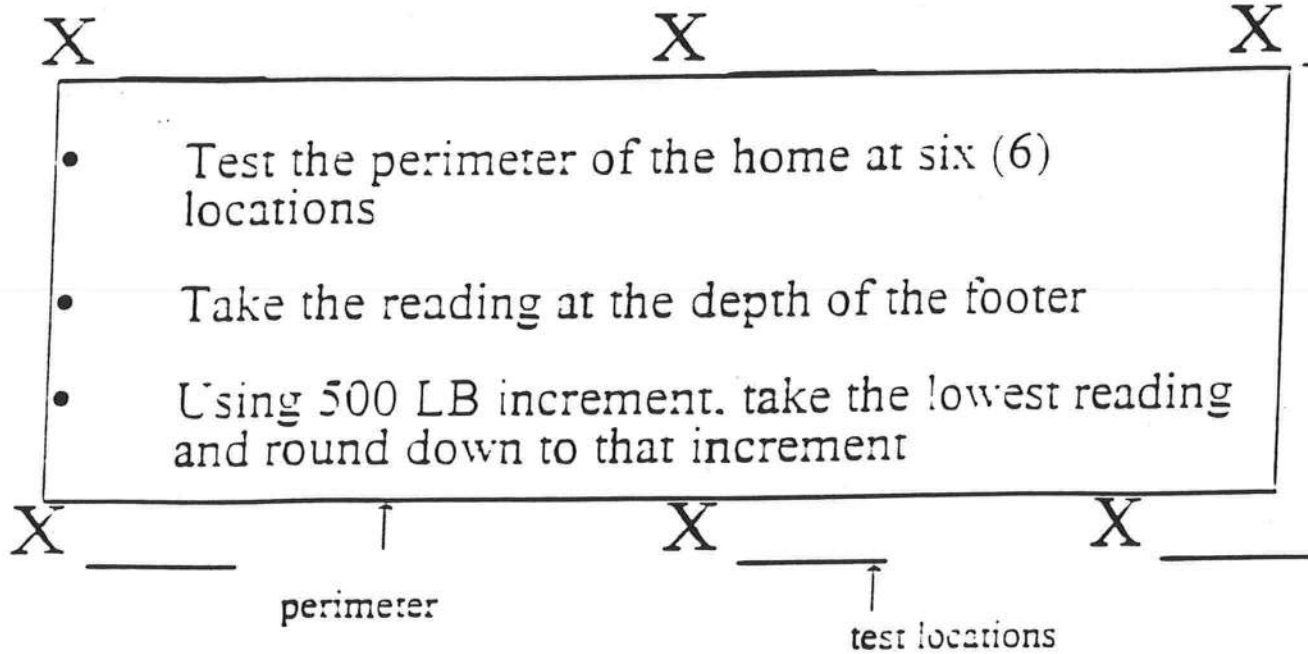 X X X
• Test the perimeter of the home at six (6)
locations
• Take the reading at the depth of the footer
• Using 500 LB increment. take the lowest reading
and round down to that increment
X X X
perimeter
test locations